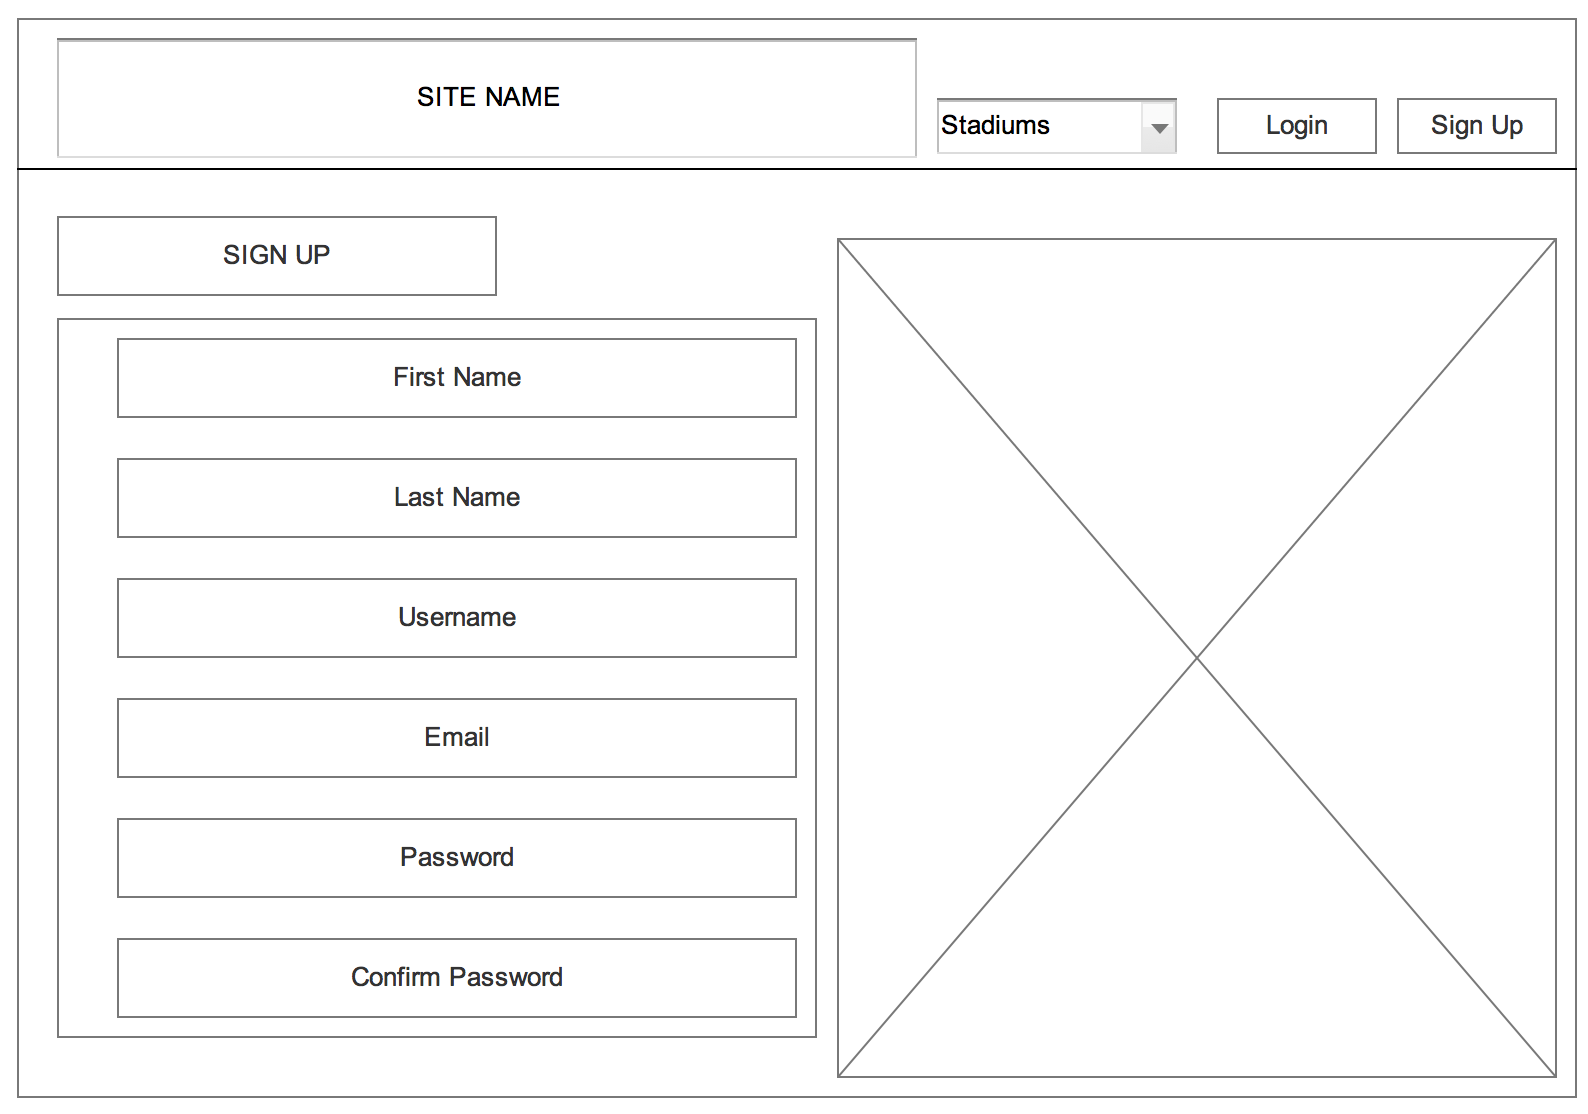 SITE NAME
Stadiums
Login
Sign Up
SIGN UP
First Name
Last Name
Username
Email
Password
Confirm Password